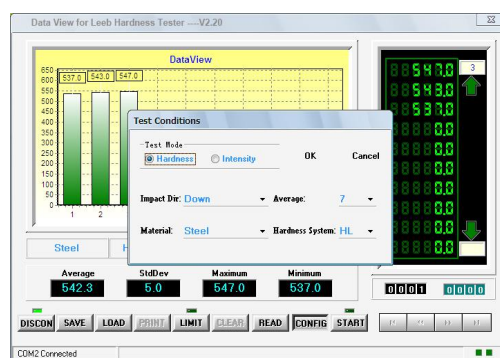 Data View for Leeb Hardness Tester ----V2.20
DataView
650
600
550
500
450
400
350
300
250
200
150
100
50
0
537.0 543.0 547.0
1 2
547.0
543.0
537.0
0.0
0.0
0.0
0.0
0.0
0.0
0.0
3
Test Conditions
Test Mode
Hardness Intensity OK Cancel
Impact Dir: Down Average: 7
Material: Steel Hardness System: HL
Steel H
Average StdDev Maximum Minimum
542.3 5.0 547.0 537.0
0001 0000
DISCON SAVE LOAD PRINT LIMIT CLEAR READ CONFIG START
COM2 Connected